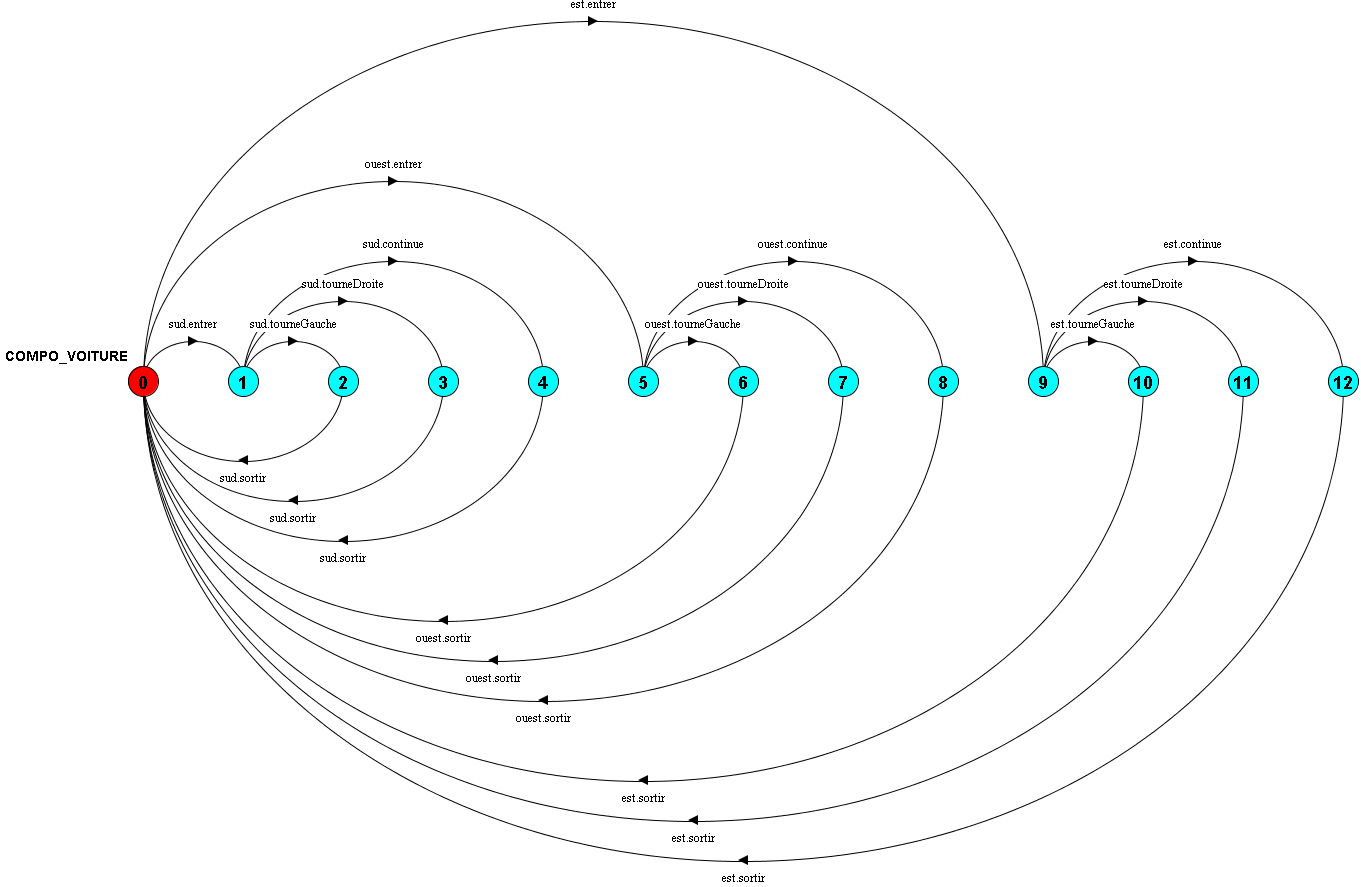 est.entrer
ouest.entrer
sud.continue
ouest.continue
est.continue
sud.tourneDroite
ouest.tourneDroite
est.tourneDroite
sud.entrer
sud.tourneGauche
ouest.tourneGauche
est.tourneGauche
COMPO_VOITURE
0 1 2 3 4 5 6 7 8 9 10 11 12
sud.sortir
sud.sortir
sud.sortir
ouest.sortir
ouest.sortir
ouest.sortir
est.sortir
est.sortir
est.sortir